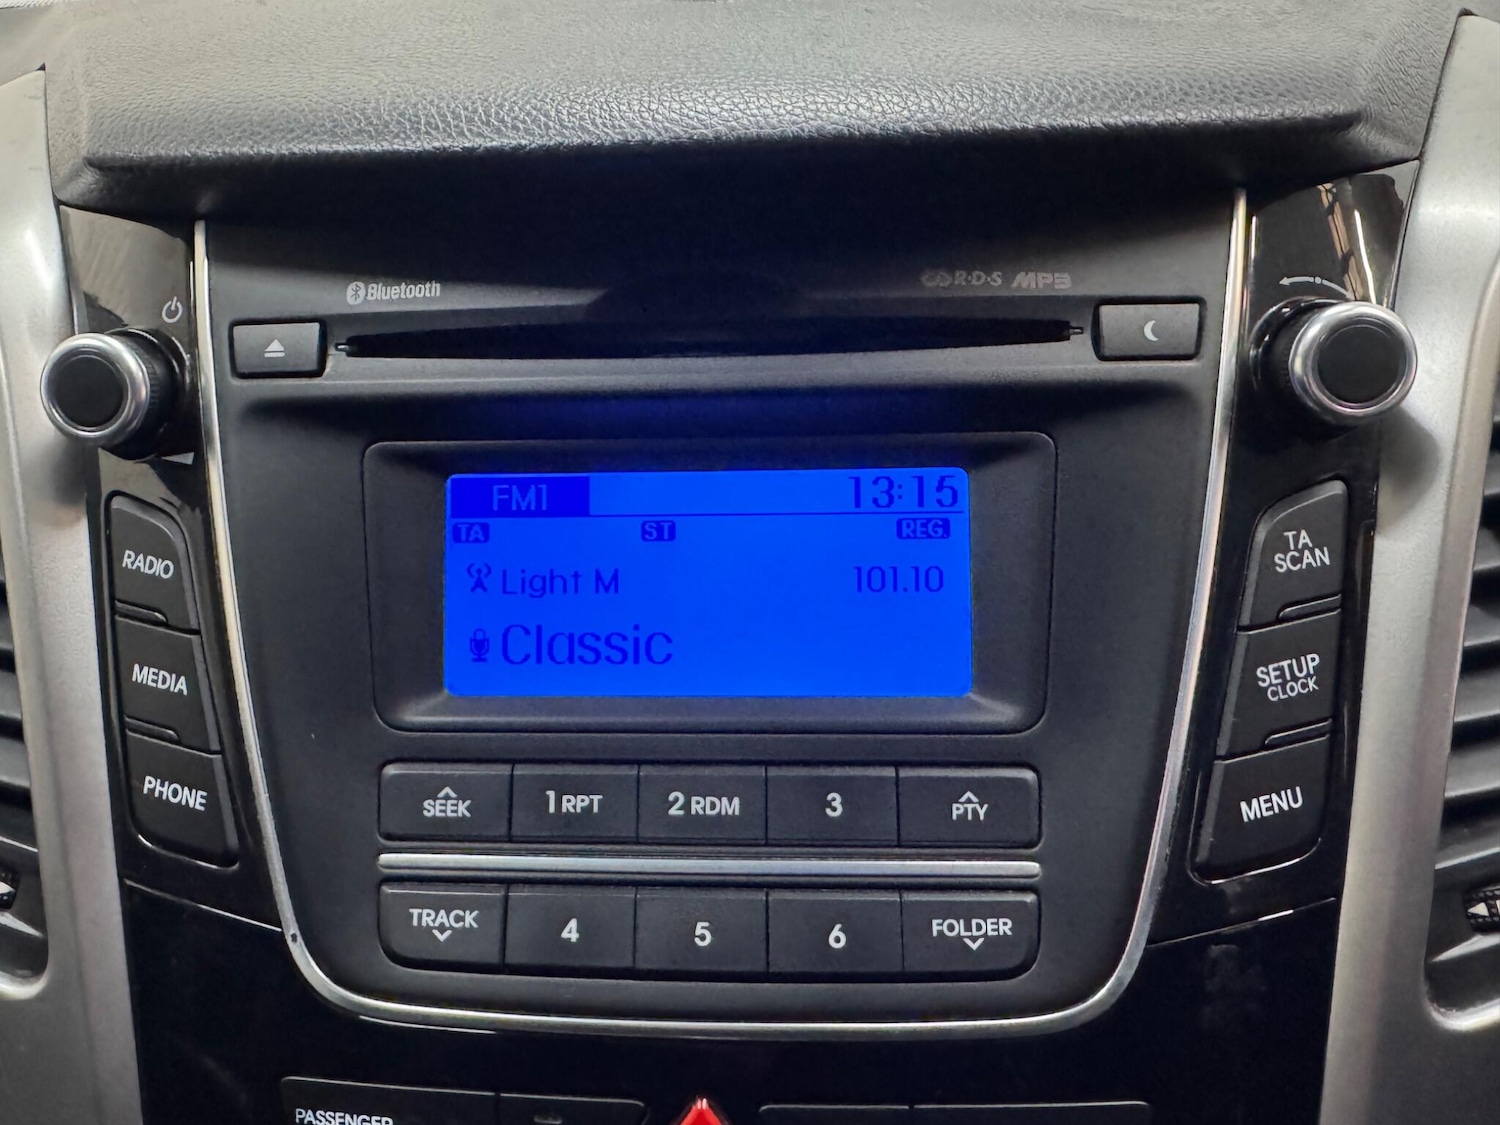 Bluetooth
R·D·S MP3
FM1 13:15
TA ST REG.
Light M 101.10
Classic
RADIO
MEDIA
PHONE
TA
SCAN
SETUP
CLOCK
MENU
SEEK 1 RPT 2 RDM 3 PTY
TRACK 4 5 6 FOLDER
PASSENGER